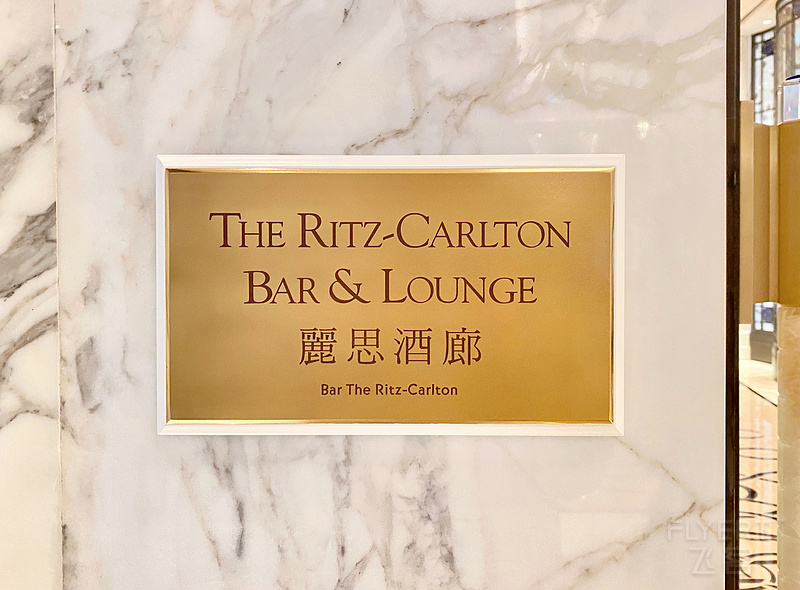 THE RITZ-CARLTON
BAR & LOUNGE
麗思酒廊
Bar The Ritz-Carlton